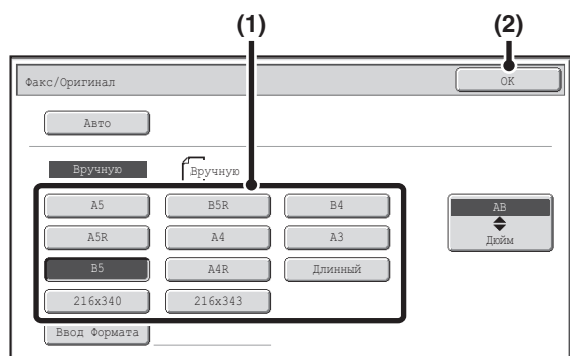 (1) (2)
Факс/Оригинал OK
Авто
Вручную Вручную
A5 B5R B4 AB
A5R A4 A3 Дюйм
B5 A4R Длинный
216x340 216x343
Ввод Формата